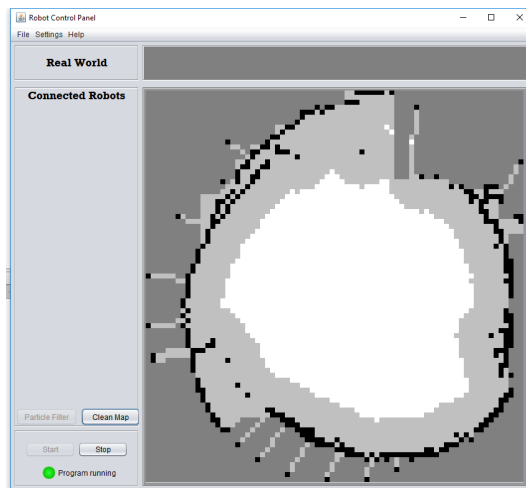 Robot Control Panel
File Settings Help
Real World
Connected Robots
Particle Filter Clean Map
Start Stop
Program running